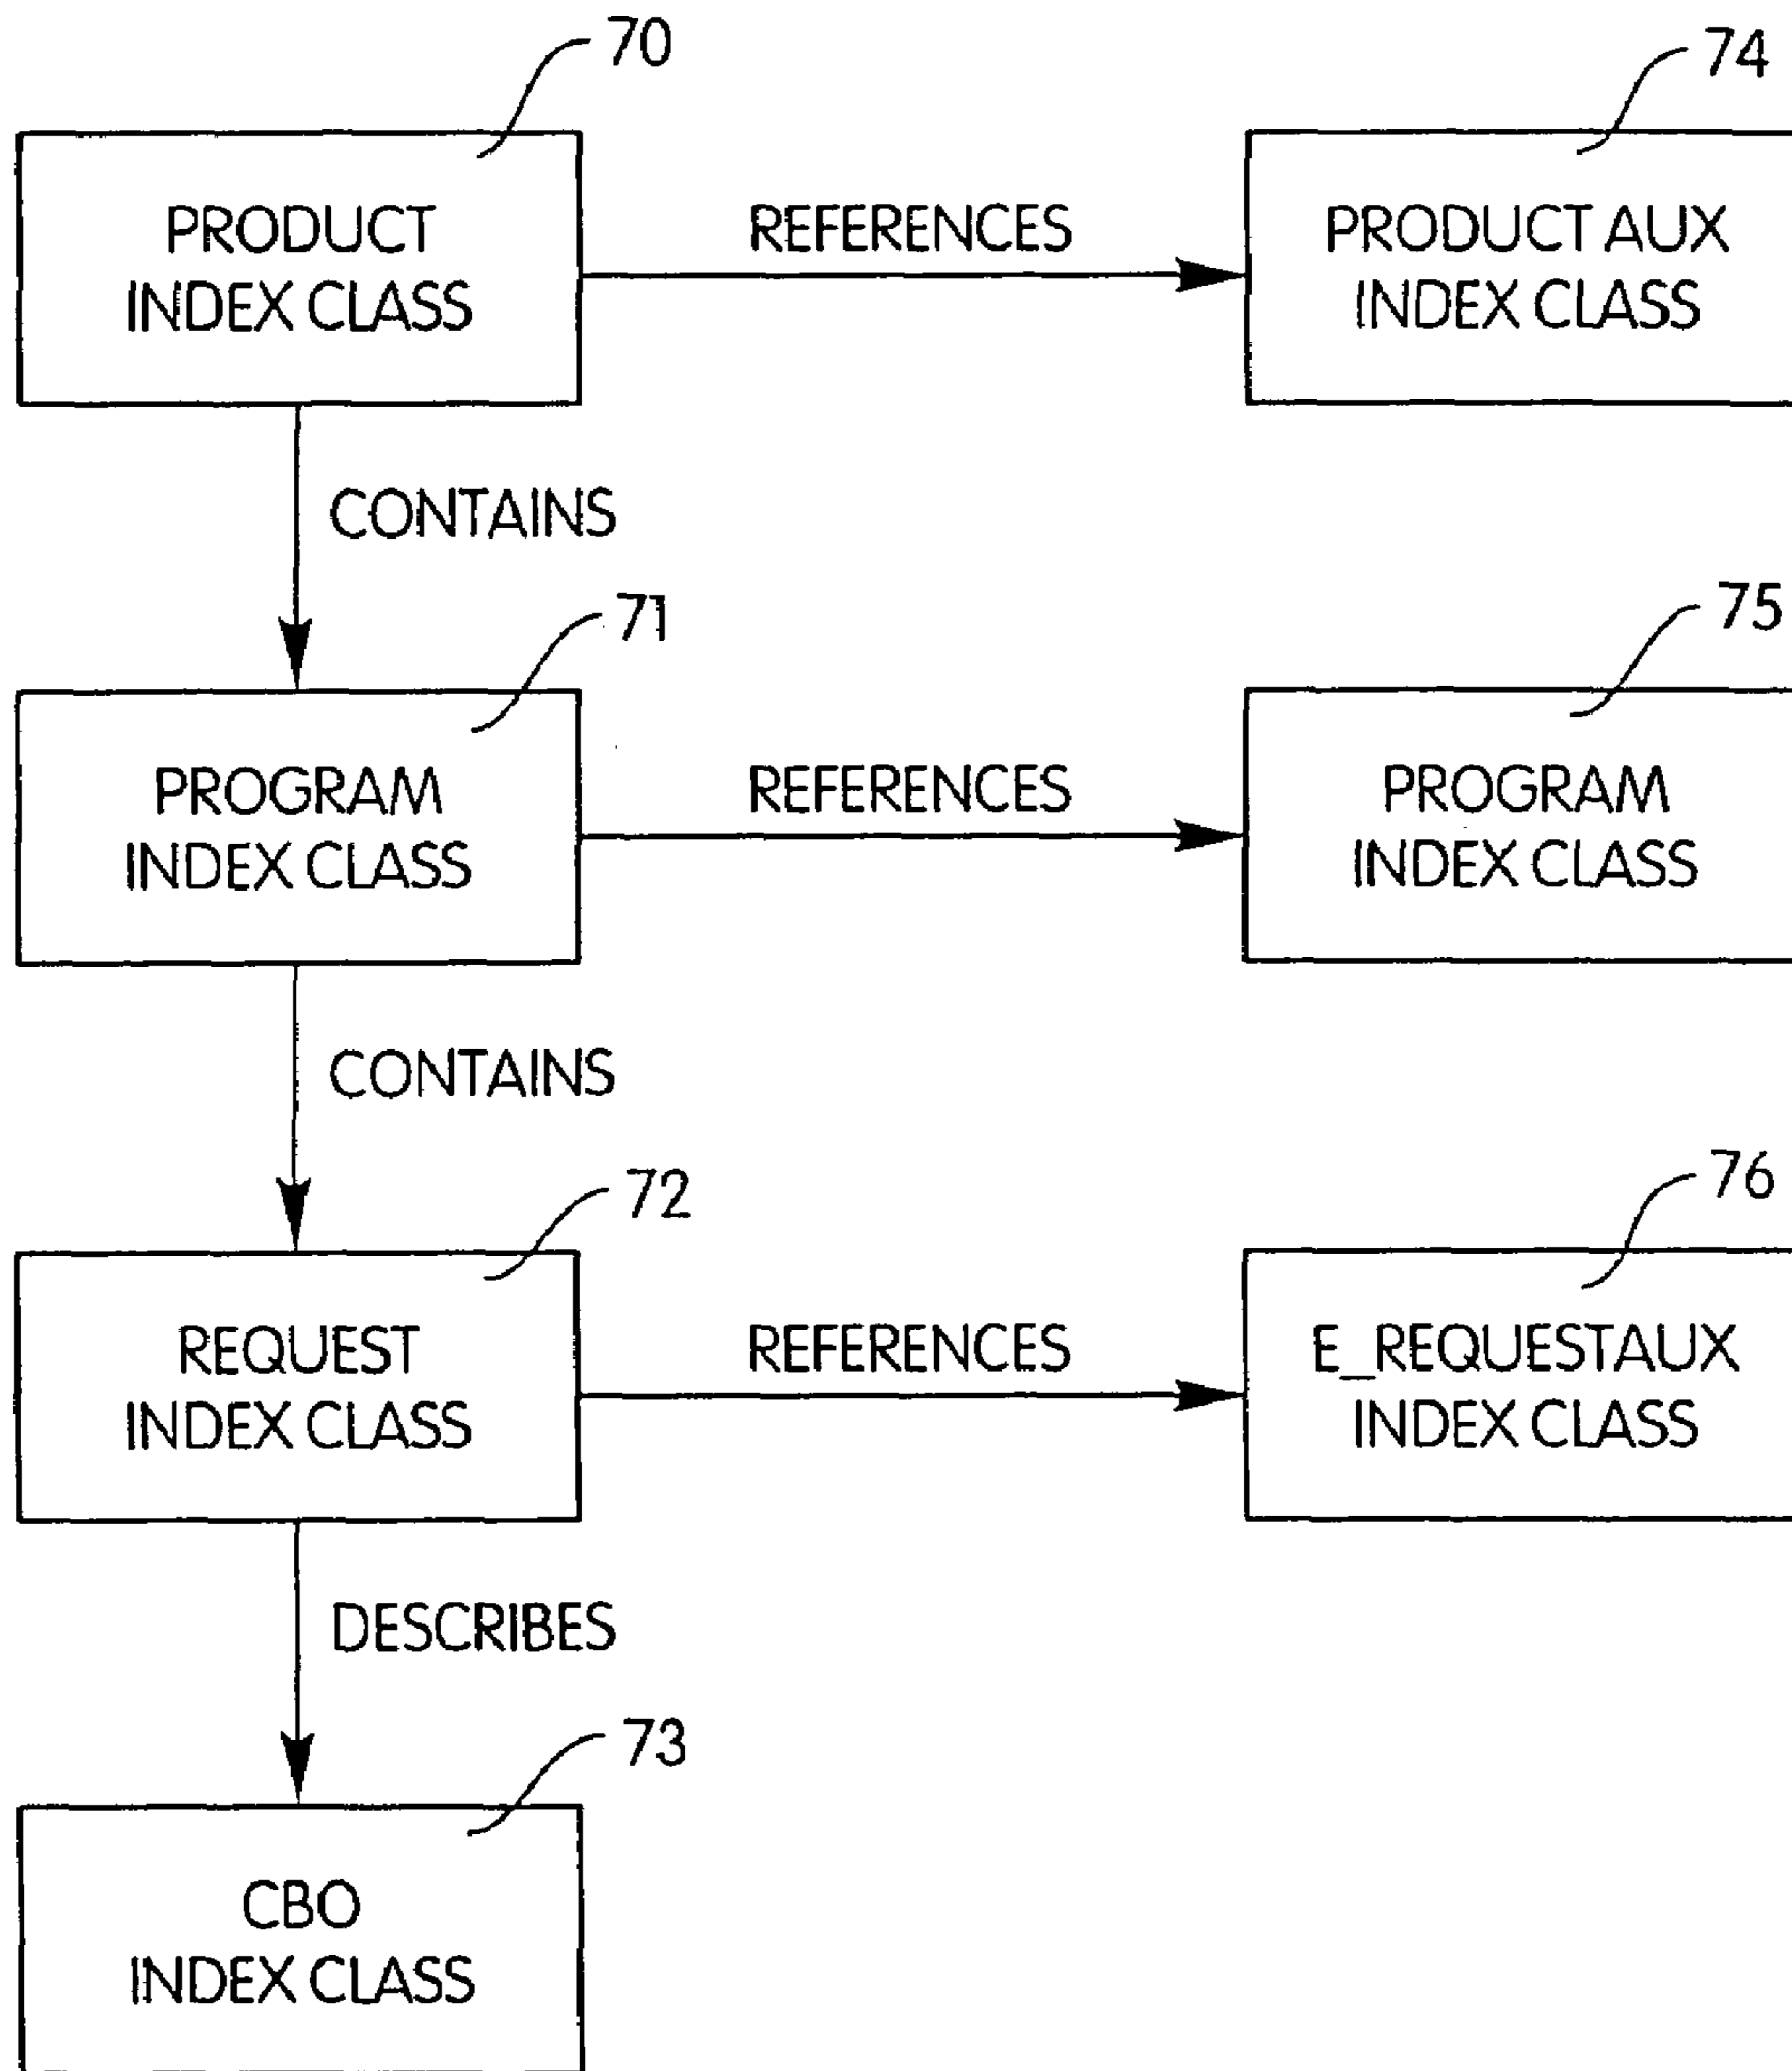 70
74
PRODUCT
INDEX CLASS
REFERENCES
PRODUCT AUX
INDEX CLASS
CONTAINS
71
75
PROGRAM
INDEX CLASS
REFERENCES
PROGRAM
INDEX CLASS
CONTAINS
72
76
REQUEST
INDEX CLASS
REFERENCES
E_REQUESTAUX
INDEX CLASS
DESCRIBES
73
CBO
INDEX CLASS